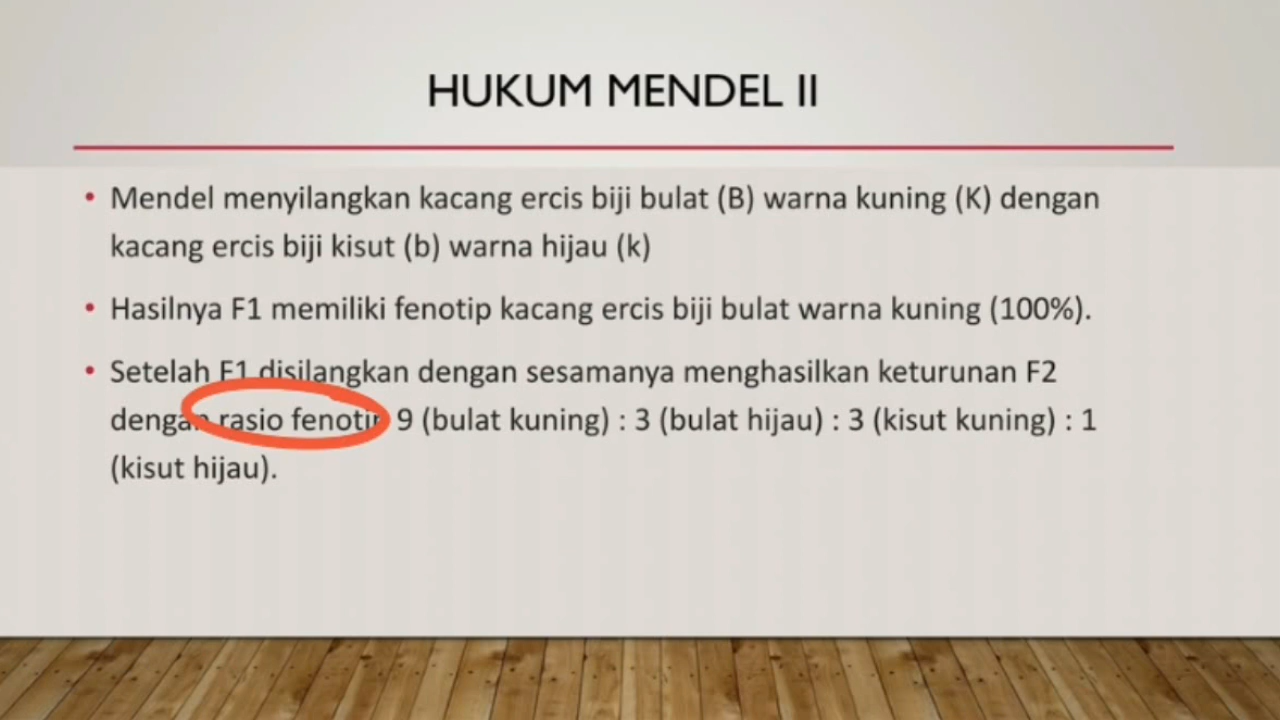 HUKUM MENDEL II
• Mendel menyilangkan kacang ercis biji bulat (B) warna kuning (K) dengan
kacang ercis biji kisut (b) warna hijau (k)
• Hasilnya F1 memiliki fenotip kacang ercis biji bulat warna kuning (100%).
• Setelah F1 disilangkan dengan sesamanya menghasilkan keturunan F2
dengan rasio fenotip 9 (bulat kuning) : 3 (bulat hijau) : 3 (kisut kuning) : 1
(kisut hijau).